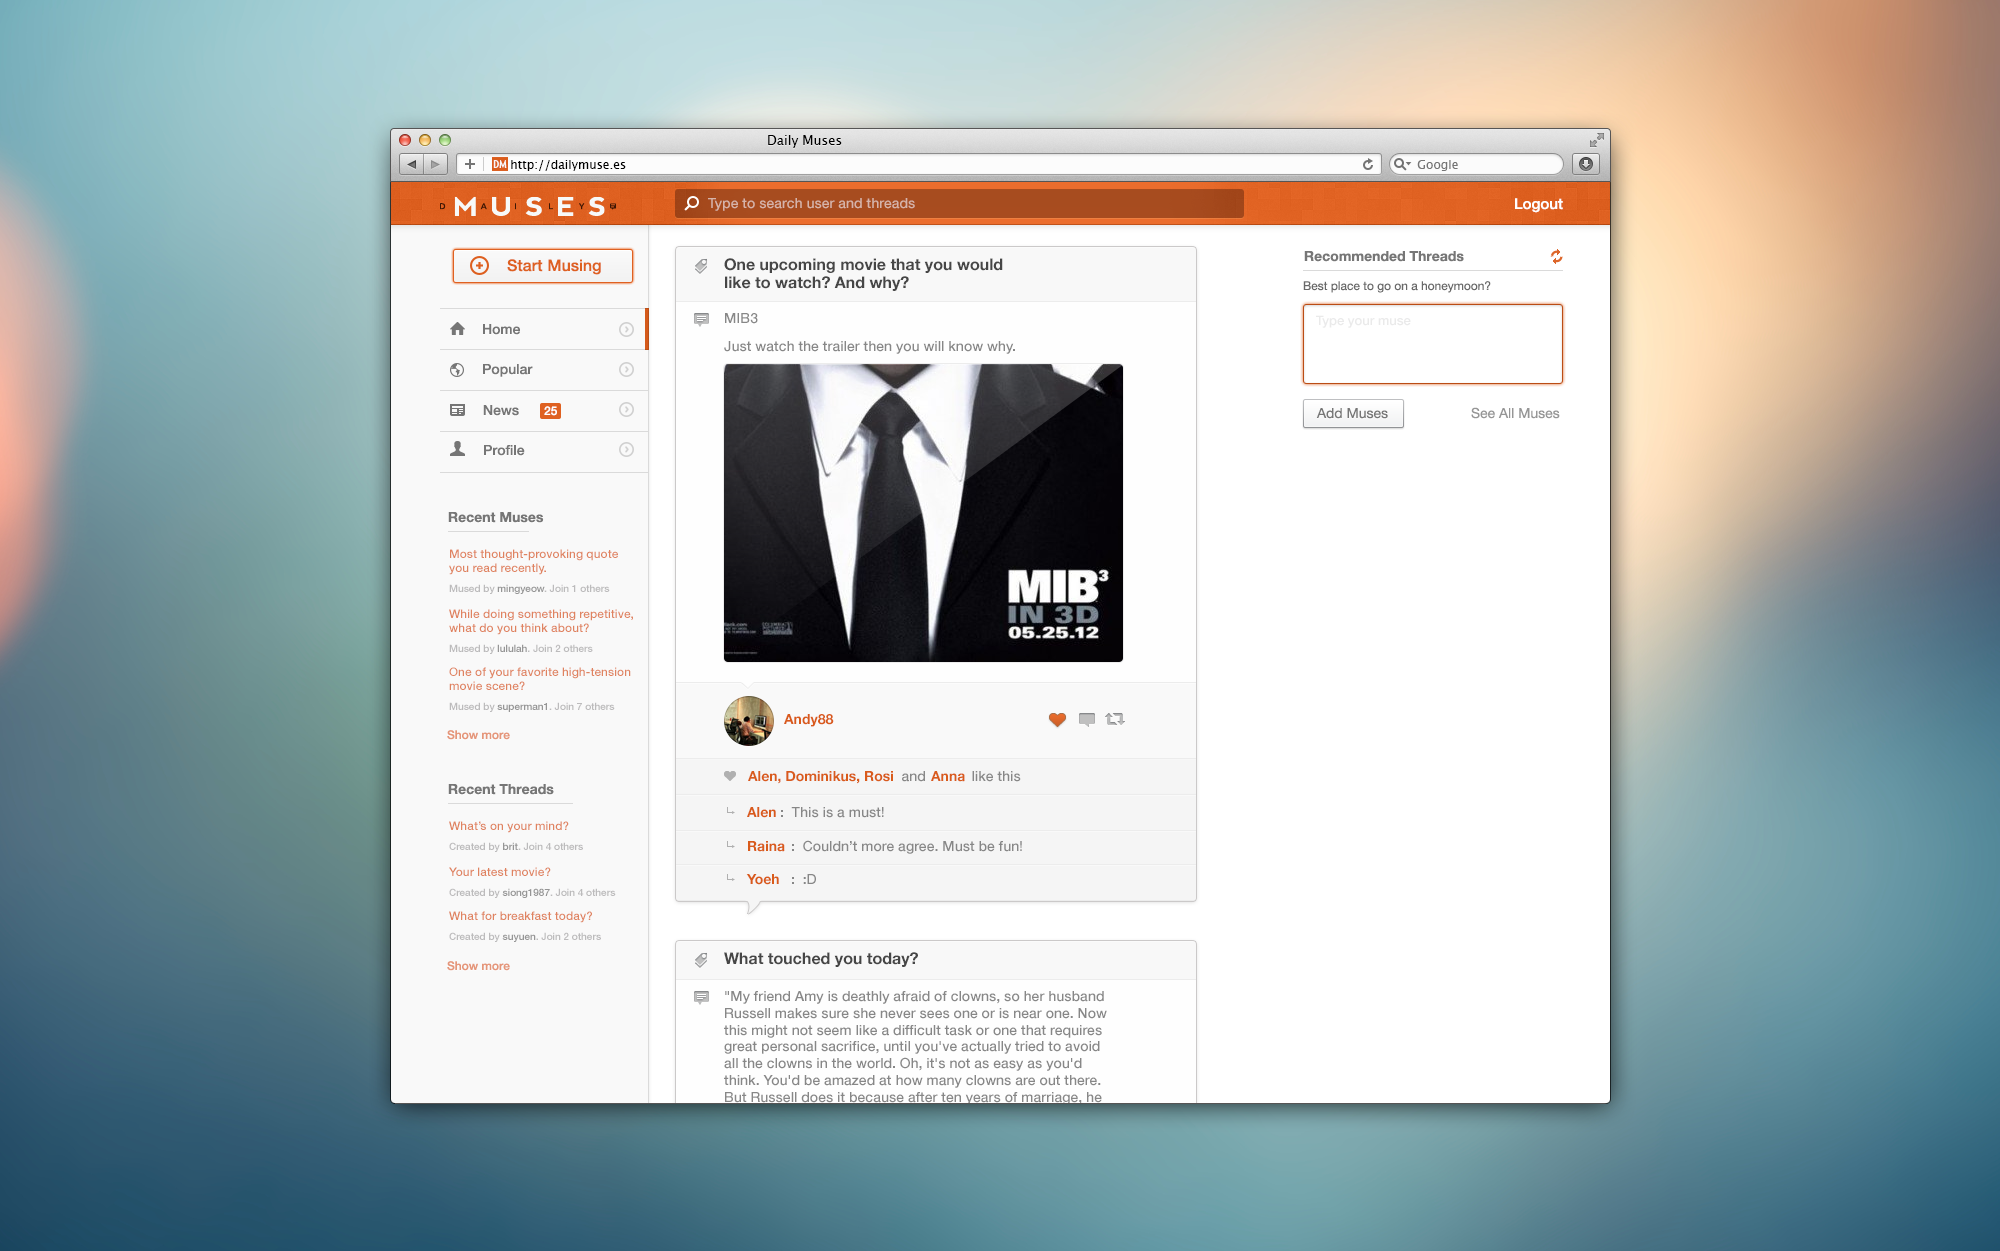 Daily Muses
DM http://dailymuse.es
Google
DAILY
MUSES
Type to search user and threads
Logout
Start Musing
Home
Popular
News 25
Profile
Recent Muses
Most thought-provoking quote
you read recently.
Mused by mingyeow. Join 1 others
While doing something repetitive,
what do you think about?
Mused by lululah. Join 2 others
One of your favorite high-tension
movie scene?
Mused by superman1. Join 7 others
Show more
Recent Threads
What's on your mind?
Created by brit. Join 4 others
Your latest movie?
Created by siong1987. Join 4 others
What for breakfast today?
Created by suyuen. Join 2 others
Show more
One upcoming movie that you would
like to watch? And why?
MIB3
Just watch the trailer then you will know why.
MIB3
IN 3D
05.25.12
Andy88
Alen, Dominikus, Rosi and Anna like this
Alen : This is a must!
Raina : Couldn't more agree. Must be fun!
Yoeh : :D
What touched you today?
"My friend Amy is deathly afraid of clowns, so her husband
Russell makes sure she never sees one or is near one. Now
this might not seem like a difficult task or one that requires
great personal sacrifice, until you've actually tried to avoid
all the clowns in the world. Oh, it's not as easy as you'd
think. You'd be amazed at how many clowns are out there.
But Russell does it because after ten years of marriage, he
Recommended Threads
Best place to go on a honeymoon?
Type your muse
Add Muses
See All Muses